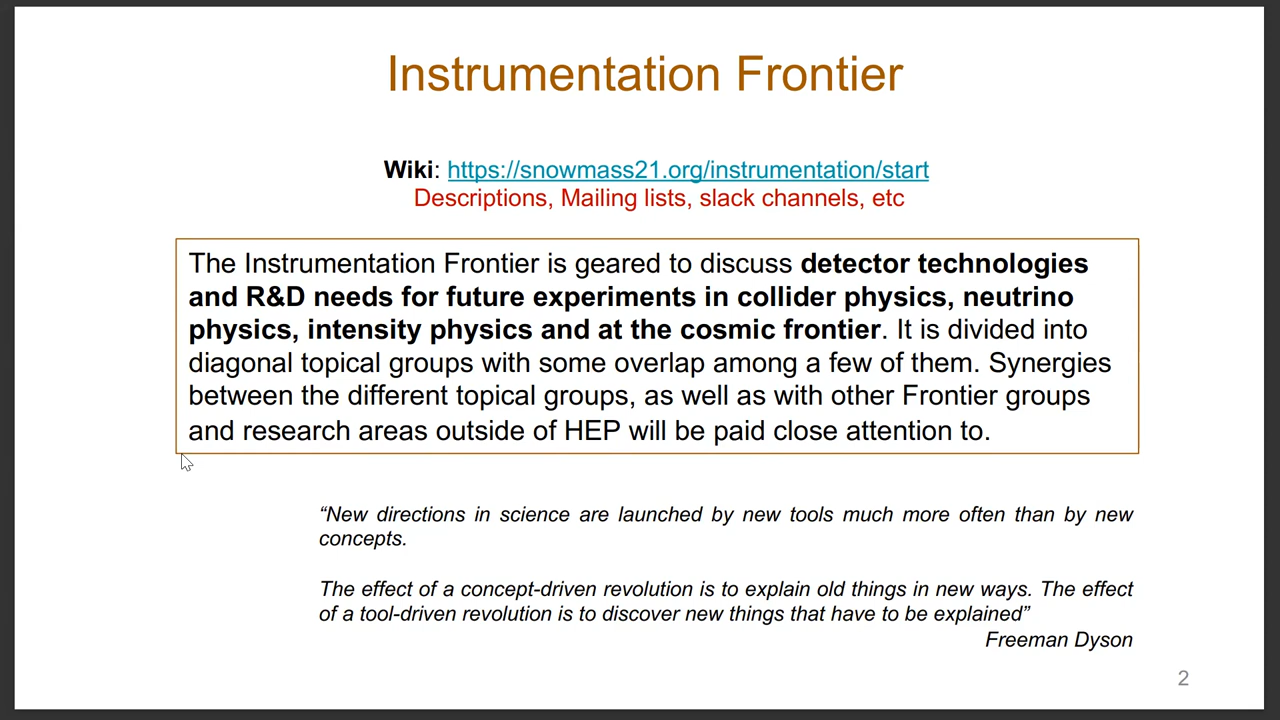 Instrumentation Frontier
Wiki: https://snowmass21.org/instrumentation/start
Descriptions, Mailing lists, slack channels, etc
The Instrumentation Frontier is geared to discuss detector technologies
and R&D needs for future experiments in collider physics, neutrino
physics, intensity physics and at the cosmic frontier. It is divided into
diagonal topical groups with some overlap among a few of them. Synergies
between the different topical groups, as well as with other Frontier groups
and research areas outside of HEP will be paid close attention to.
“New directions in science are launched by new tools much more often than by new
concepts.
The effect of a concept-driven revolution is to explain old things in new ways. The effect
of a tool-driven revolution is to discover new things that have to be explained”
Freeman Dyson
2